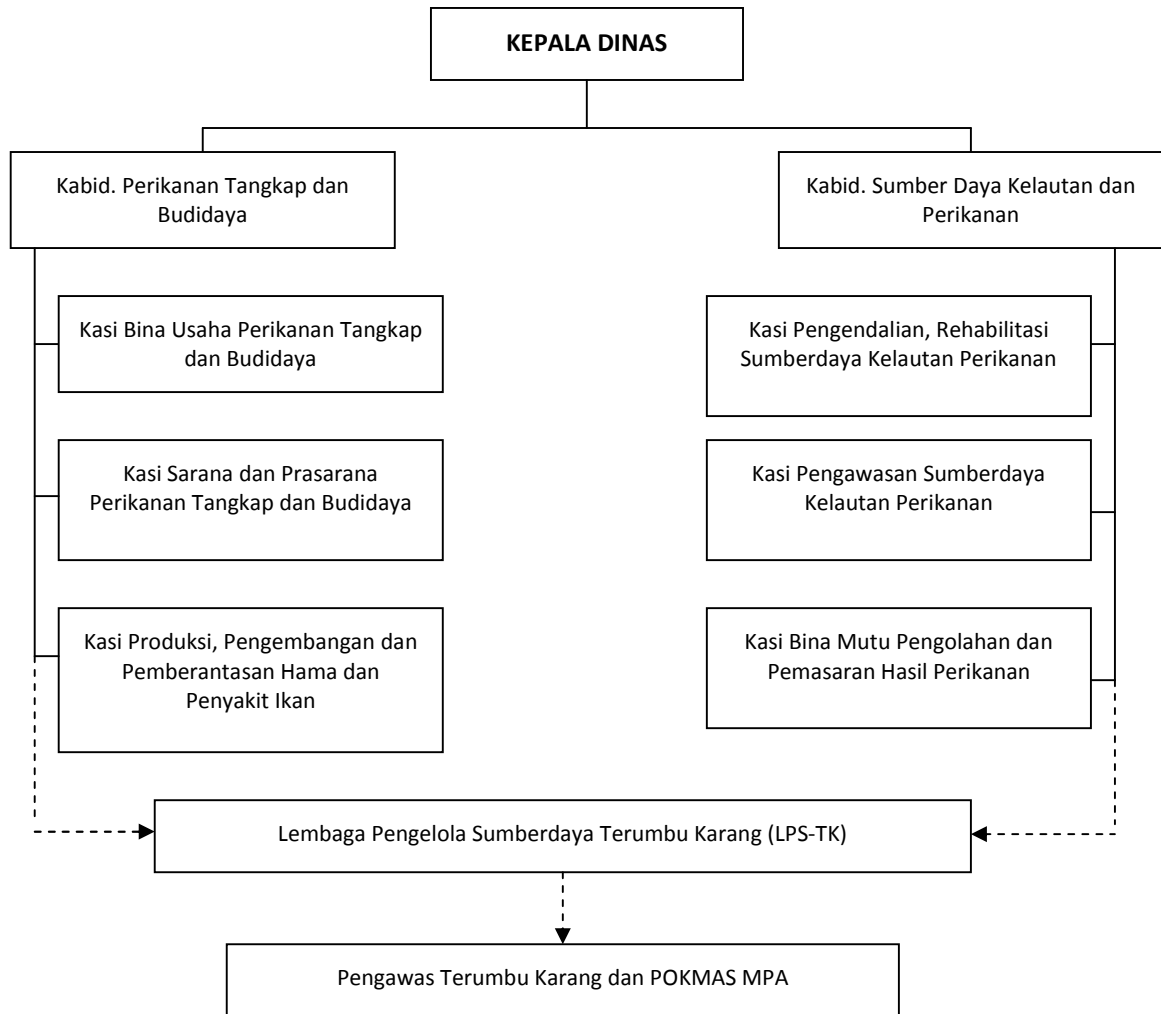 KEPALA DINAS
Kabid. Perikanan Tangkap dan
Budidaya
Kabid. Sumber Daya Kelautan dan
Perikanan
Kasi Bina Usaha Perikanan Tangkap
dan Budidaya
Kasi Pengendalian, Rehabilitasi
Sumberdaya Kelautan Perikanan
Kasi Sarana dan Prasarana
Perikanan Tangkap dan Budidaya
Kasi Pengawasan Sumberdaya
Kelautan Perikanan
Kasi Produksi, Pengembangan dan
Pemberantasan Hama dan
Penyakit Ikan
Kasi Bina Mutu Pengolahan dan
Pemasaran Hasil Perikanan
Lembaga Pengelola Sumberdaya Terumbu Karang (LPS-TK)
Pengawas Terumbu Karang dan POKMAS MPA